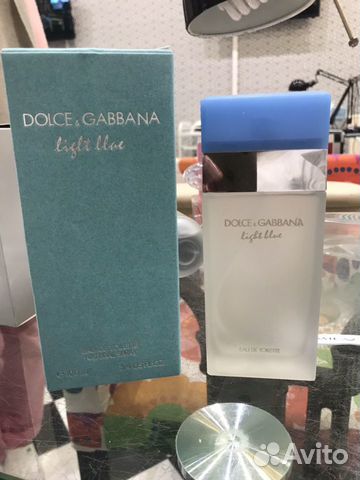 DOLCE & GABBANA
light blue
DOLCE & GABBANA
light blue
EAU DE TOILETTE
Avito